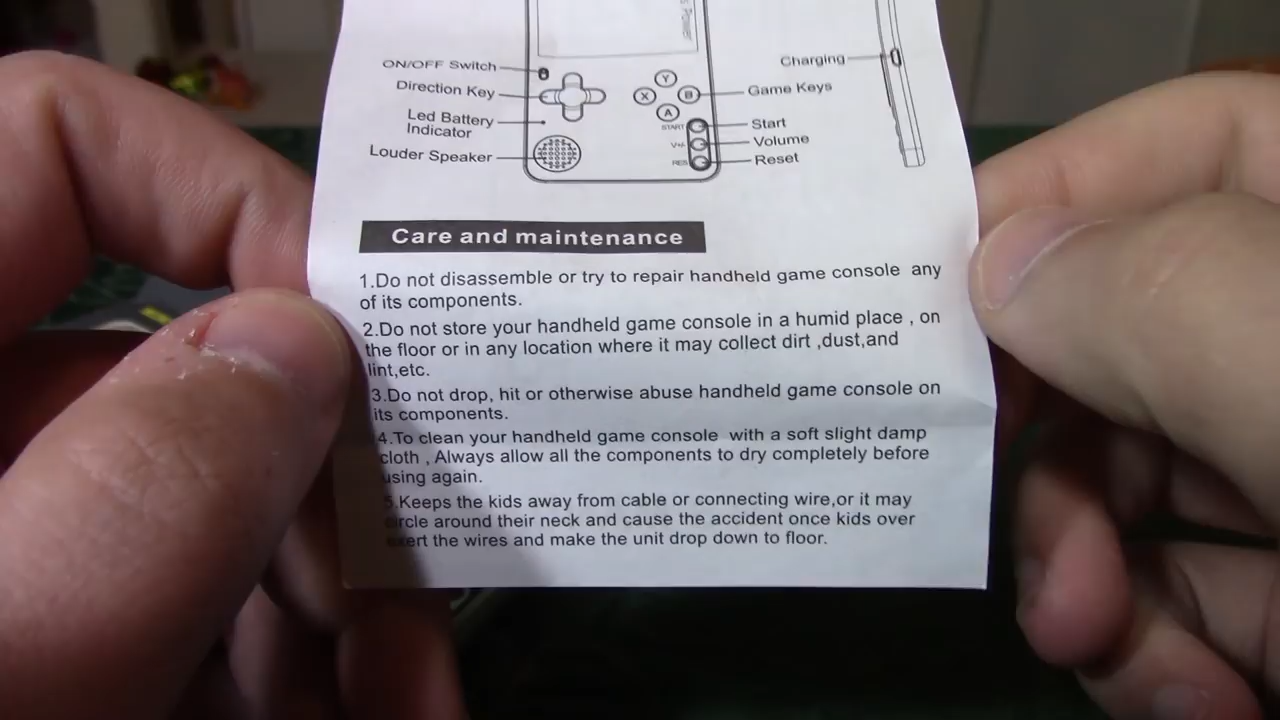 s Power
ON/OFF Switch
Direction Key
Led Battery
Indicator
Louder Speaker
Y
X
B
A
START
V+/-
RES
Charging
Game Keys
Start
Volume
Reset
Care and maintenance
1.Do not disassemble or try to repair handheld game console any
of its components.
2.Do not store your handheld game console in a humid place , on
the floor or in any location where it may collect dirt ,dust,and
lint,etc.
3.Do not drop, hit or otherwise abuse handheld game console on
its components.
4.To clean your handheld game console with a soft slight damp
cloth , Always allow all the components to dry completely before
using again.
5.Keeps the kids away from cable or connecting wire,or it may
circle around their neck and cause the accident once kids over
the wires and make the unit drop down to floor.